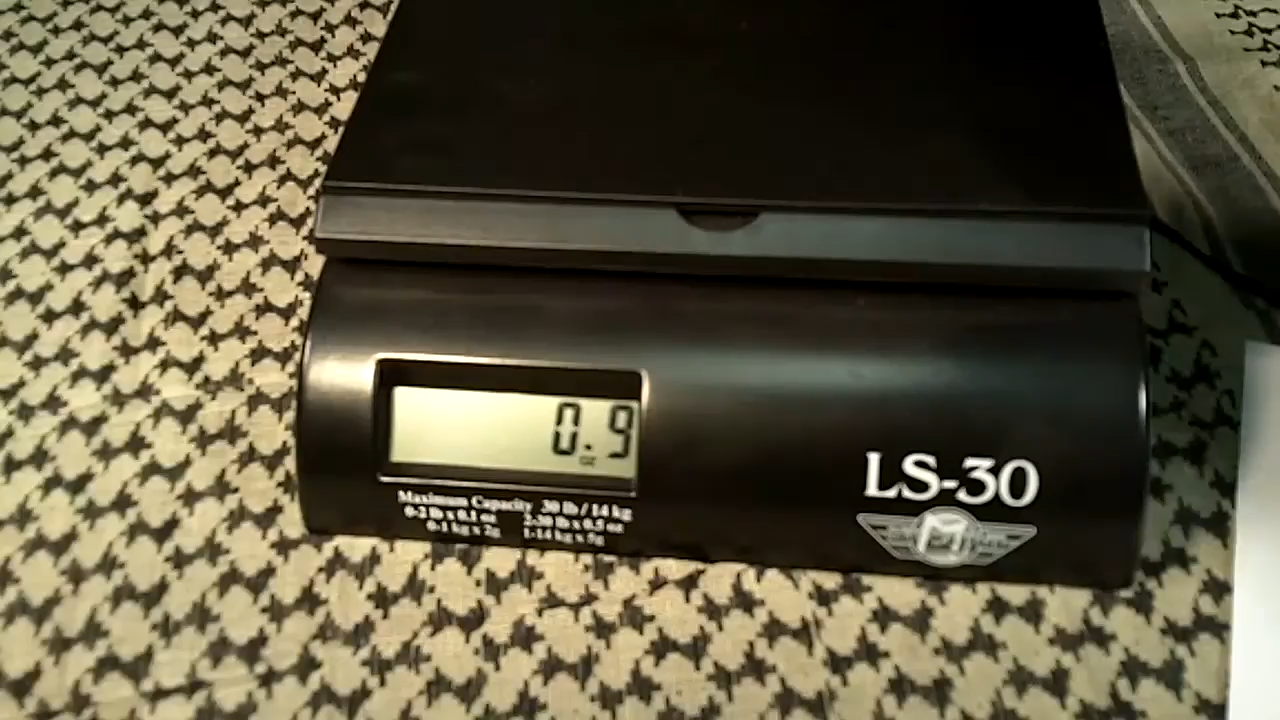 0.9
oz
Maximum Capacity 30 lb / 14 kg
0-2 lb x 0.1 oz 2-30 lb x 0.5 oz
0-1 kg x 2g 1-14 kg x 5g
LS-30
M